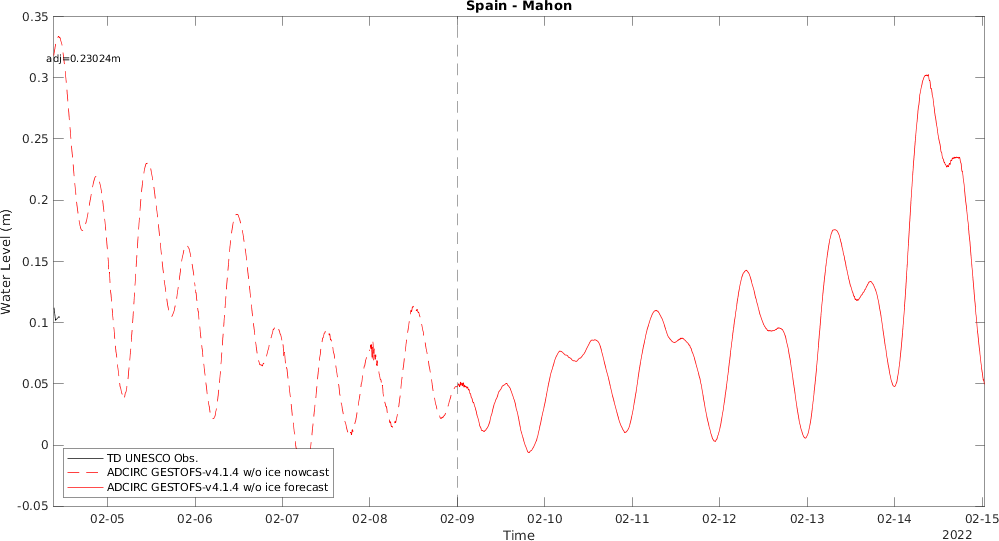 Spain - Mahon
0.35
0.3
0.25
0.2
0.15
0.1
0.05
0
-0.05
Water Level (m)
adj=0.23024m
TD UNESCO Obs.
ADCIRC GESTOFS-v4.1.4 w/o ice nowcast
ADCIRC GESTOFS-v4.1.4 w/o ice forecast
02-05 02-06 02-07 02-08 02-09 02-10 02-11 02-12 02-13 02-14 02-15
Time
2022